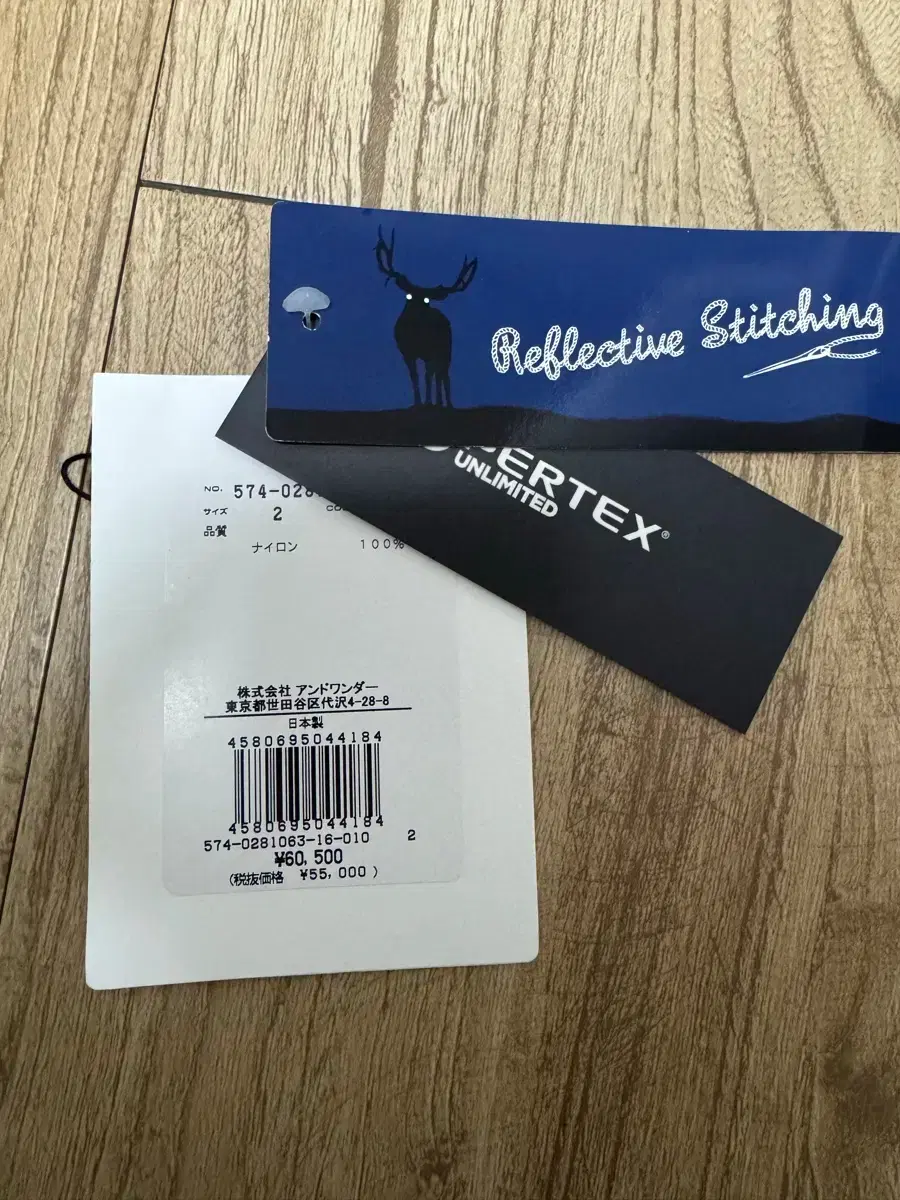 Reflective Stitching
PERTEX®
UNLIMITED
NO. 574-028
サイズ 2
品質
ナイロン 100%
株式会社 アンドワンダー
東京都世田谷区代沢4-28-8
日本製
4580695044184
4580695044184
574-0281063-16-010 2
¥60,500
(税抜価格 ¥55,000)